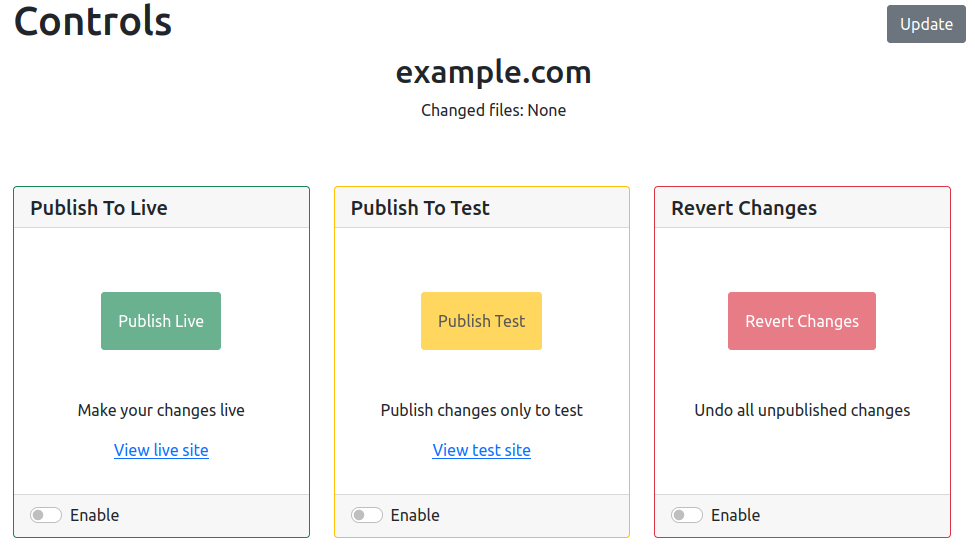 Controls
Update
example.com
Changed files: None
Publish To Live
Publish Live
Make your changes live
View live site
Enable
Publish To Test
Publish Test
Publish changes only to test
View test site
Enable
Revert Changes
Revert Changes
Undo all unpublished changes
Enable